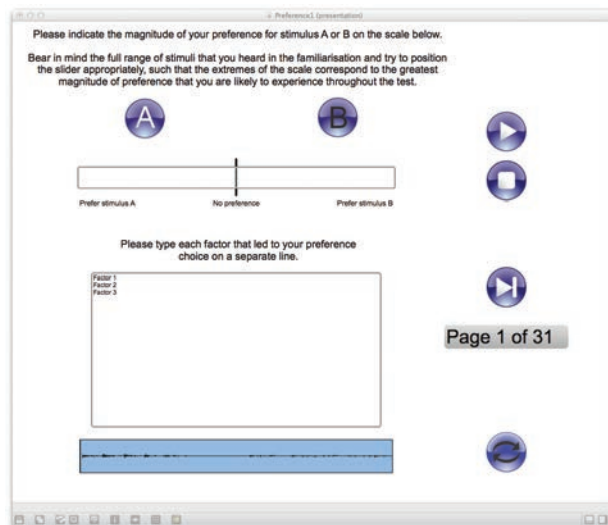 Preference1 (presentation)
Please indicate the magnitude of your preference for stimulus A or B on the scale below.
Bear in mind the full range of stimuli that you heard in the familiarisation and try to position
the slider appropriately, such that the extremes of the scale correspond to the greatest
magnitude of preference that you are likely to experience throughout the test.
A B
Prefer stimulus A No preference Prefer stimulus B
Please type each factor that led to your preference
choice on a separate line.
Factor 1
Factor 2
Factor 3
Page 1 of 31